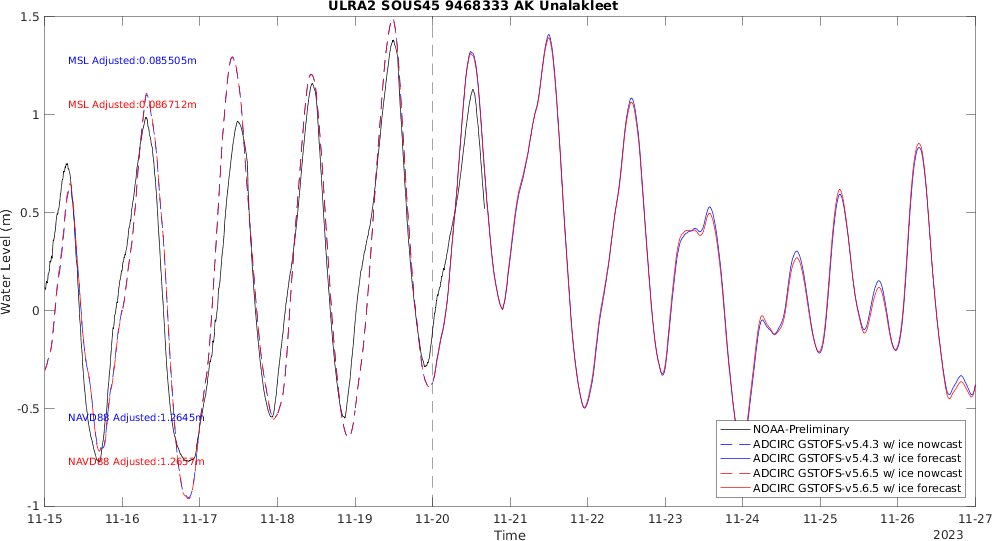 ULRA2 SOUS45 9468333 AK Unalakleet
1.5
1
0.5
0
-0.5
-1
Water Level (m)
MSL Adjusted:0.085505m
MSL Adjusted:0.086712m
NAVD88 Adjusted:1.2645m
NAVD88 Adjusted:1.2657m
NOAA-Preliminary
ADCIRC GSTOFS-v5.4.3 w/ ice nowcast
ADCIRC GSTOFS-v5.4.3 w/ ice forecast
ADCIRC GSTOFS-v5.6.5 w/ ice nowcast
ADCIRC GSTOFS-v5.6.5 w/ ice forecast
11-15 11-16 11-17 11-18 11-19 11-20 11-21 11-22 11-23 11-24 11-25 11-26 11-27
Time
2023